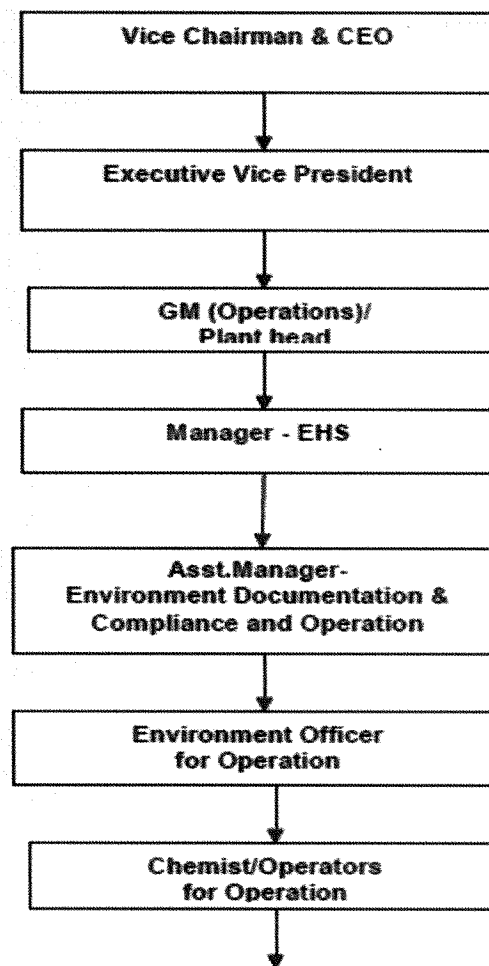 Vice Chairman & CEO
Executive Vice President
GM (Operations)/
Plant head
Manager - EHS
Asst.Manager-
Environment Documentation &
Compliance and Operation
Environment Officer
for Operation
Chemist/Operators
for Operation